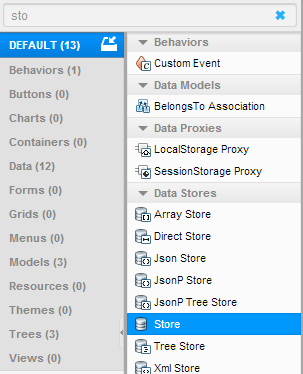 sto
DEFAULT (13)
Behaviors (1)
Buttons (0)
Charts (0)
Containers (0)
Data (12)
Forms (0)
Grids (0)
Menus (0)
Models (3)
Resources (0)
Themes (0)
Trees (3)
Views (0)
Behaviors
Custom Event
Data Models
BelongsTo Association
Data Proxies
LocalStorage Proxy
SessionStorage Proxy
Data Stores
Array Store
Direct Store
Json Store
JsonP Store
JsonP Tree Store
Store
Tree Store
Xml Store